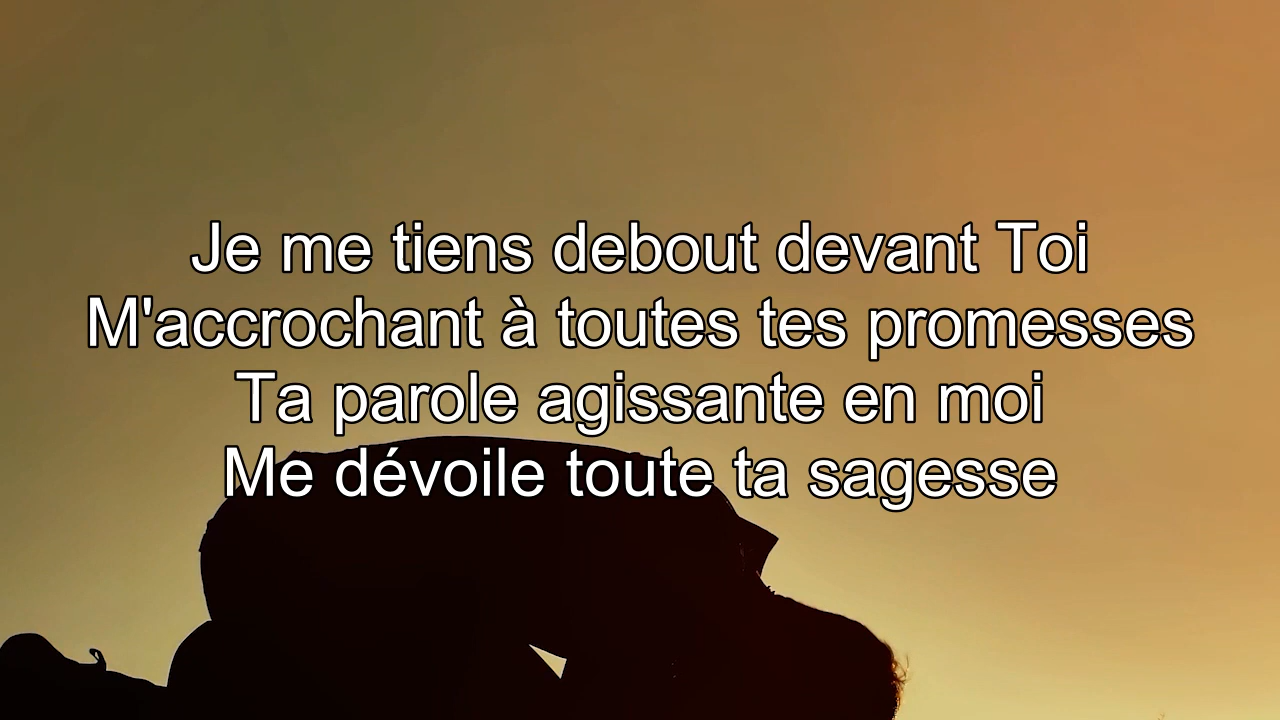 Je me tiens debout devant Toi
M'accrochant à toutes tes promesses
Ta parole agissante en moi
Me dévoile toute ta sagesse